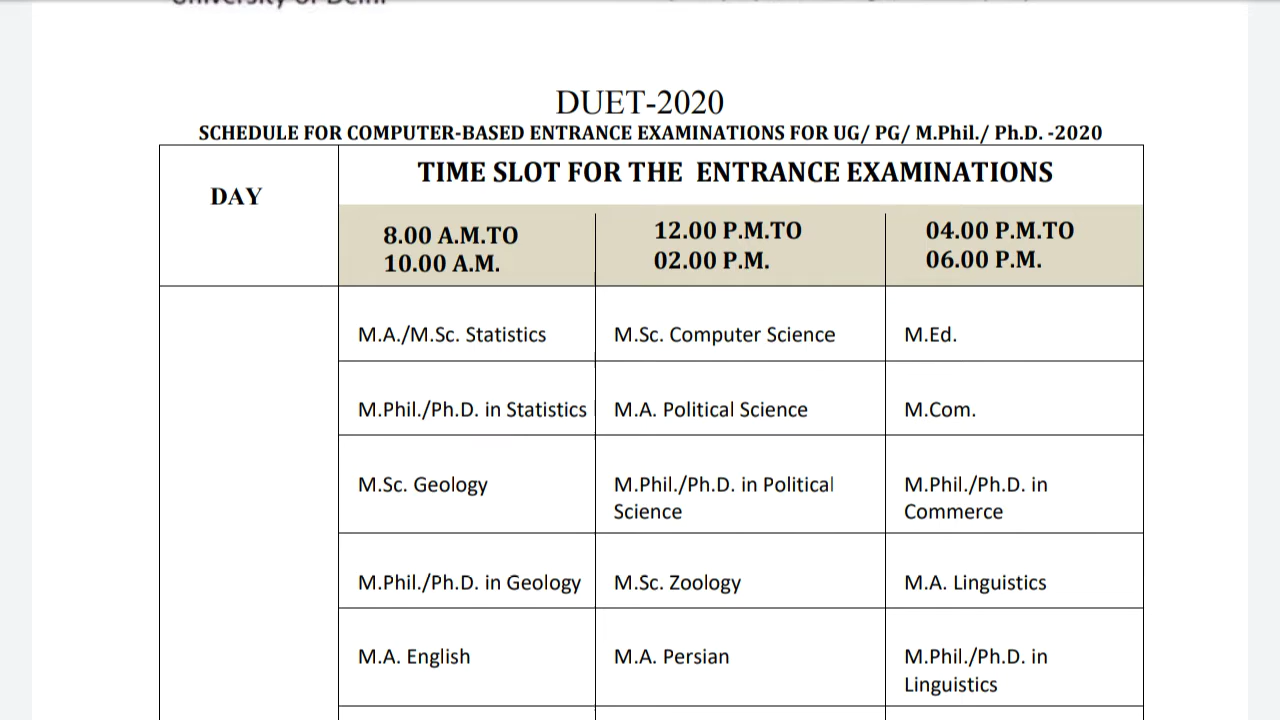 University of Delhi
DUET-2020
SCHEDULE FOR COMPUTER-BASED ENTRANCE EXAMINATIONS FOR UG/ PG/ M.Phil./ Ph.D. -2020
DAY
TIME SLOT FOR THE ENTRANCE EXAMINATIONS
8.00 A.M.TO
10.00 A.M.
12.00 P.M.TO
02.00 P.M.
04.00 P.M.TO
06.00 P.M.
M.A./M.Sc. Statistics
M.Sc. Computer Science
M.Ed.
M.Phil./Ph.D. in Statistics
M.A. Political Science
M.Com.
M.Sc. Geology
M.Phil./Ph.D. in Political
Science
M.Phil./Ph.D. in
Commerce
M.Phil./Ph.D. in Geology
M.Sc. Zoology
M.A. Linguistics
M.A. English
M.A. Persian
M.Phil./Ph.D. in
Linguistics